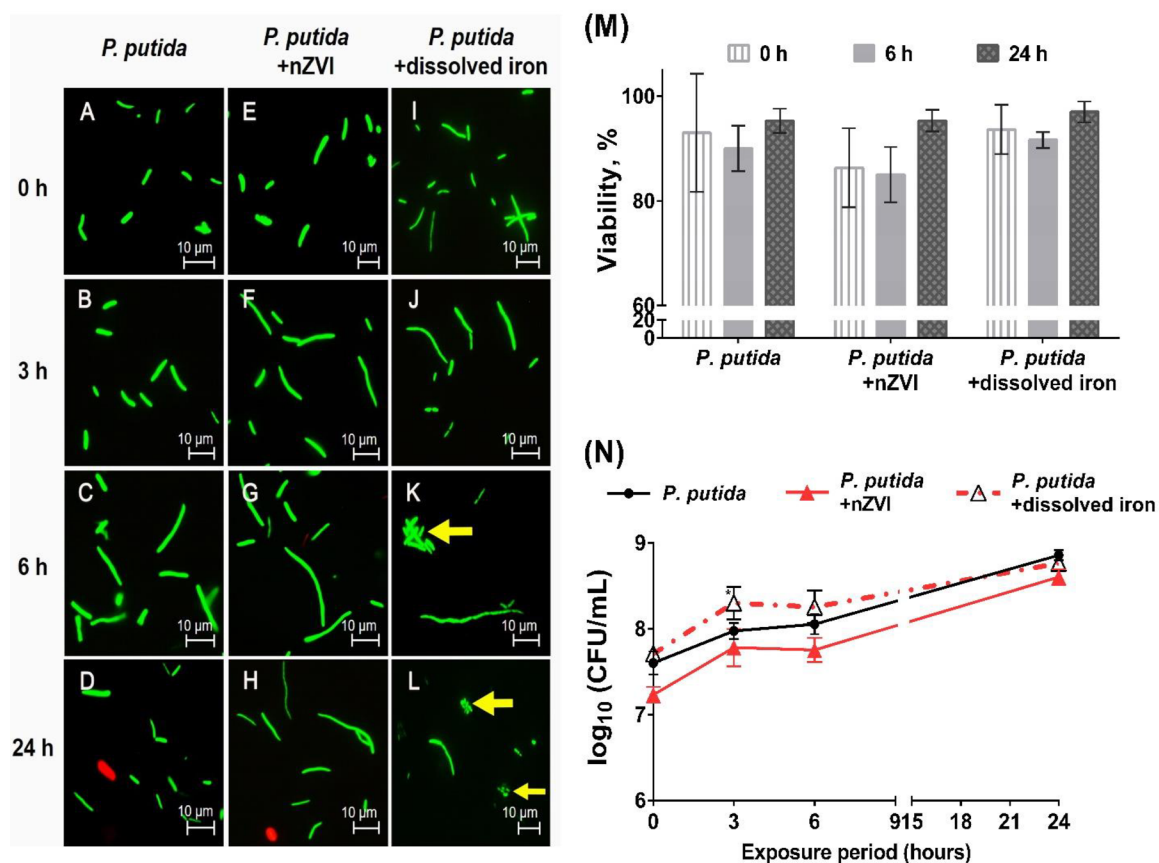 P. putida
P. putida
+nZVI
P. putida
+dissolved iron
0 h
A
10 µm
E
10 µm
I
10 µm
3 h
B
10 µm
F
10 µm
J
10 µm
6 h
C
10 µm
G
10 µm
K
10 µm
24 h
D
10 µm
H
10 µm
L
10 µm
(M)
0 h 6 h 24 h
Viability, %
100
80
60
20
0
P. putida
P. putida
+nZVI
P. putida
+dissolved iron
(N)
P. putida
P. putida
+nZVI
P. putida
+dissolved iron
log10 (CFU/mL)
9
8
7
6
*
0 3 6 9 15 18 21 24
Exposure period (hours)